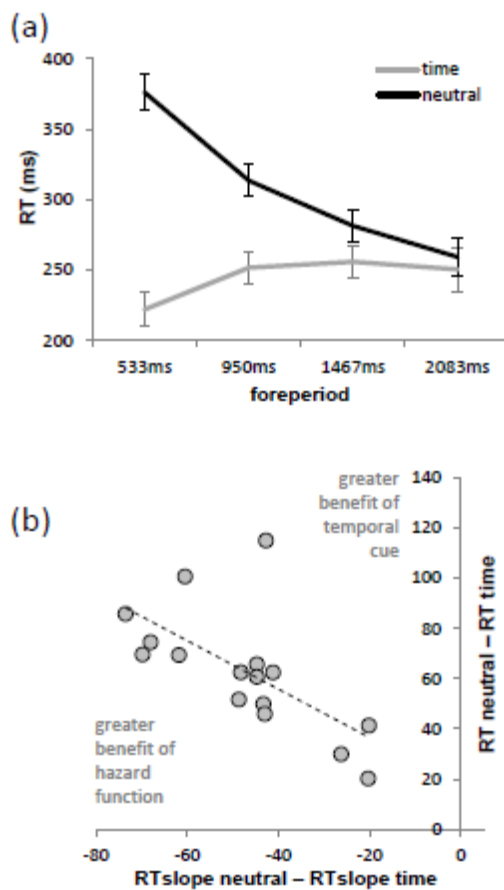 (a)
400
350
300
250
200
RT (ms)
time
neutral
533ms 950ms 1467ms 2083ms
foreperiod
(b)
greater
benefit of
temporal
cue
greater
benefit of
hazard
function
140
120
100
80
60
40
20
0
RT neutral – RT time
-80 -60 -40 -20 0
RTslope neutral – RTslope time